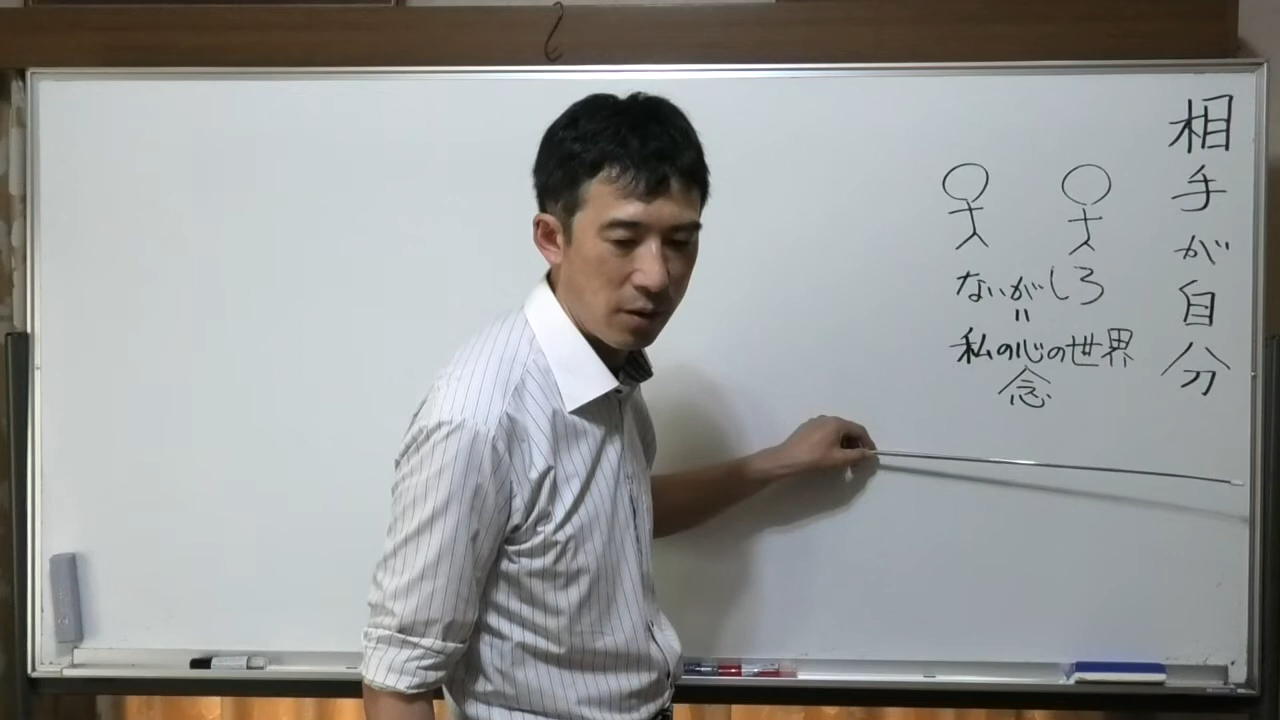 相手が自分
ないがしろ
〃
私の心の世界
念